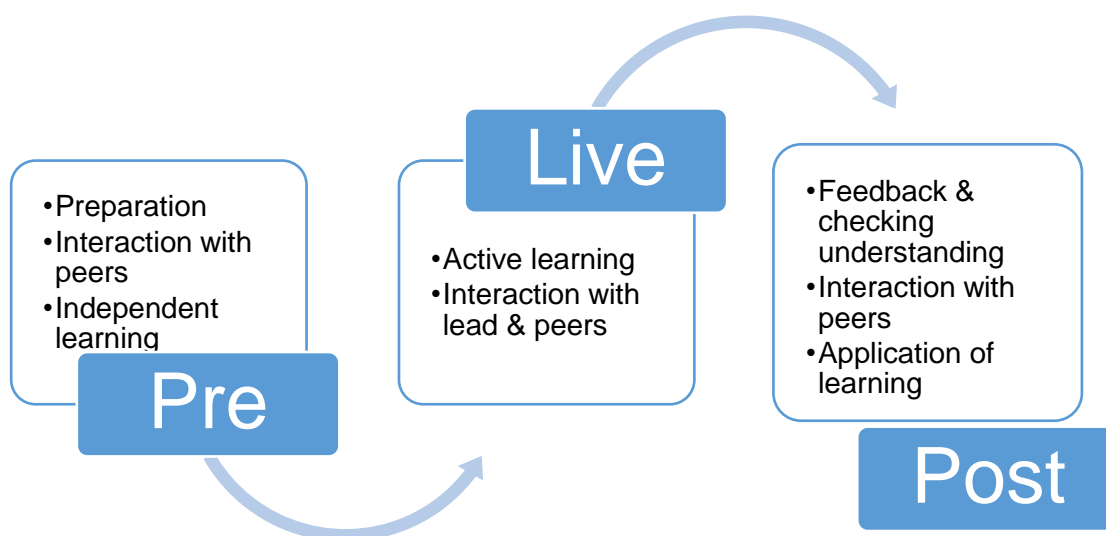 •Preparation
•Interaction with
peers
•Independent
learning
Pre
Live
•Active learning
•Interaction with
lead & peers
•Feedback &
checking
understanding
•Interaction with
peers
•Application of
learning
Post